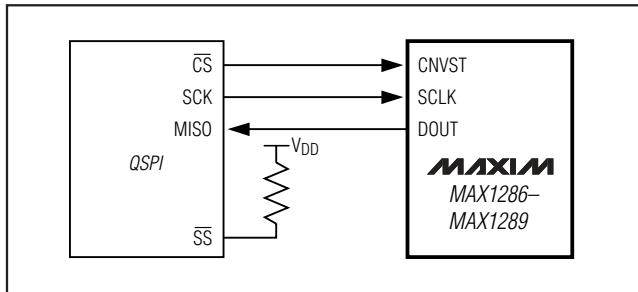 CS
SCK
MISO
QSPI
SS
VDD
CNVST
SCLK
DOUT
MAXIM
MAX1286–
MAX1289